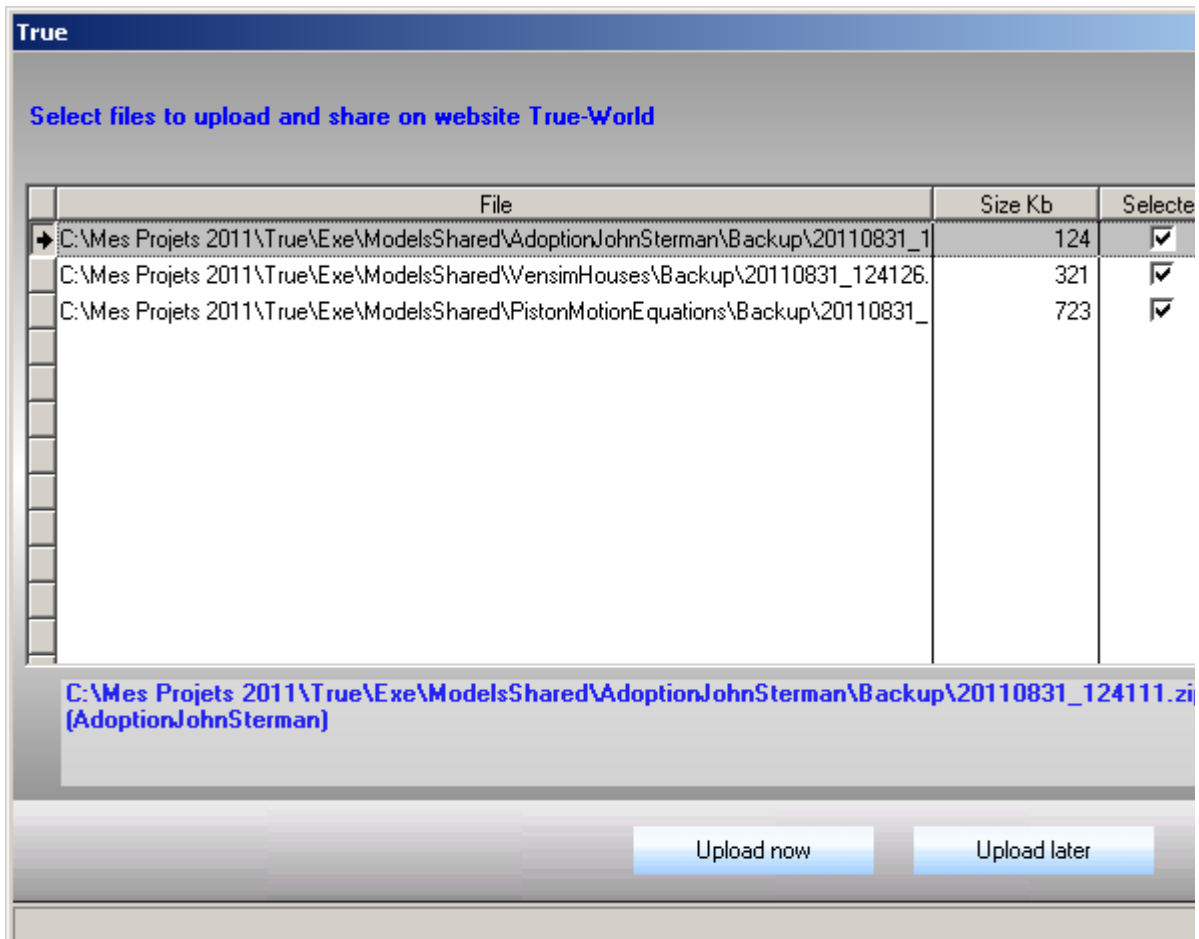 True
Select files to upload and share on website True-World
File Size Kb Selecte
C:\Mes Projets 2011\True\Exe\ModelsShared\AdoptionJohnSterman\Backup\20110831_1 124
C:\Mes Projets 2011\True\Exe\ModelsShared\VensimHouses\Backup\20110831_124126. 321
C:\Mes Projets 2011\True\Exe\ModelsShared\PistonMotionEquations\Backup\20110831_ 723
C:\Mes Projets 2011\True\Exe\ModelsShared\AdoptionJohnSterman\Backup\20110831_124111.zip
(AdoptionJohnSterman)
Upload now Upload later